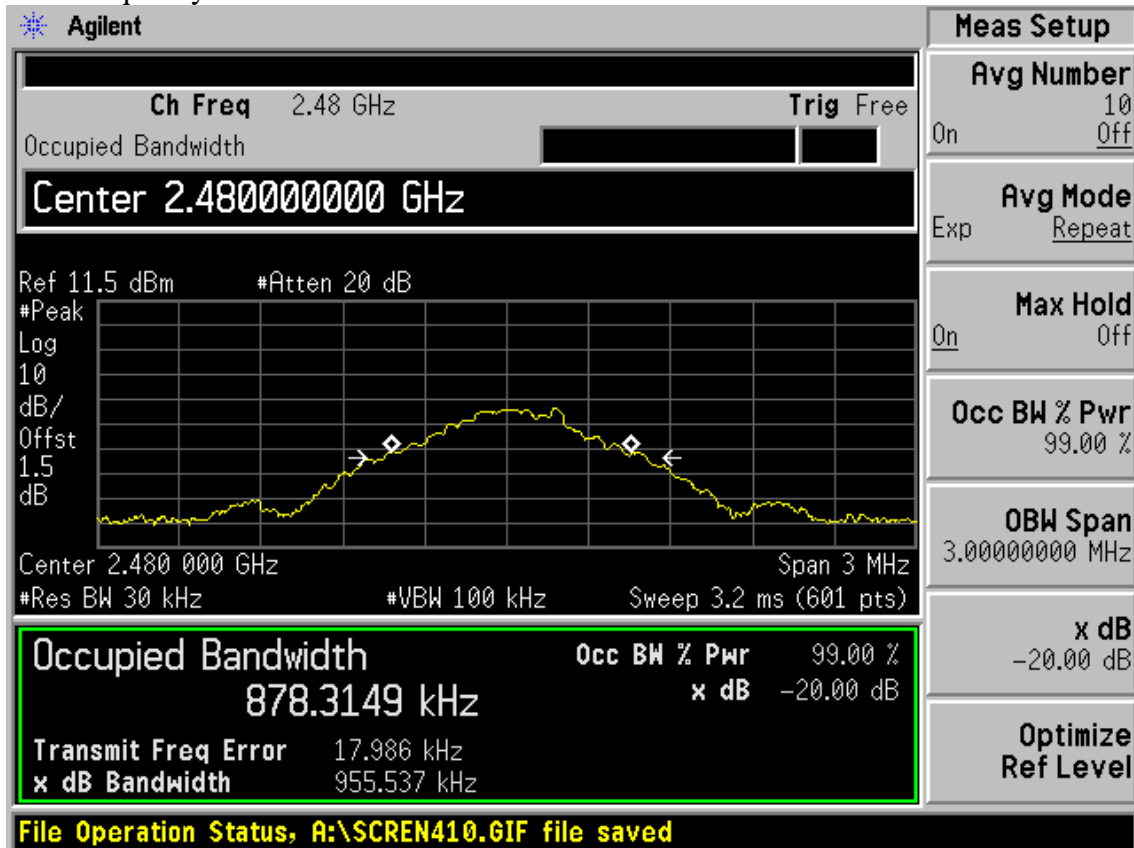 Agilent
Ch Freq 2.48 GHz Trig Free
Occupied Bandwidth
Center 2.480000000 GHz
Ref 11.5 dBm #Atten 20 dB
#Peak
Log
10
dB/
Offst
1.5
dB
Center 2.480 000 GHz Span 3 MHz
#Res BW 30 kHz #VBW 100 kHz Sweep 3.2 ms (601 pts)
Occupied Bandwidth Occ BW % Pwr 99.00 %
878.3149 kHz x dB -20.00 dB
Transmit Freq Error 17.986 kHz
x dB Bandwidth 955.537 kHz
File Operation Status, A:\SCREN410.GIF file saved
Meas Setup
Avg Number
10
On Off
Avg Mode
Exp Repeat
Max Hold
On Off
Occ BW % Pwr
99.00 %
OBW Span
3.00000000 MHz
x dB
-20.00 dB
Optimize
Ref Level